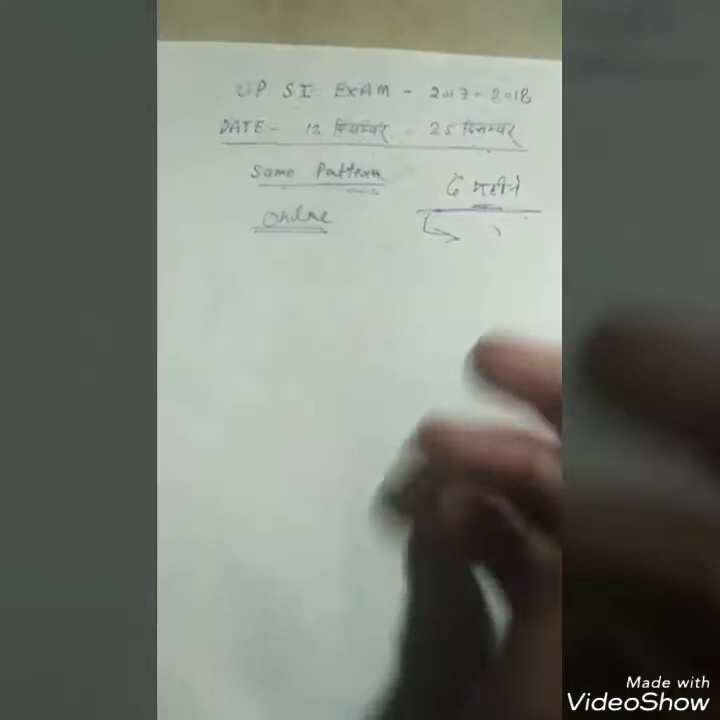 UP SI EXAM - 2017-2018
DATE - 12 दिसम्बर - 25 दिसम्बर
Same Pattern
6 महीने
Online
Made with
VideoShow